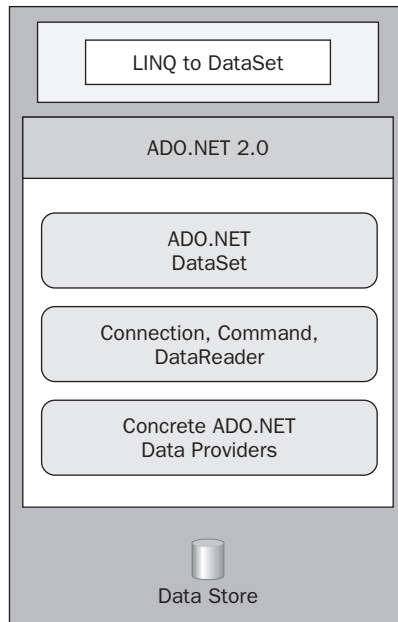 LINQ to DataSet
ADO.NET 2.0
ADO.NET
DataSet
Connection, Command,
DataReader
Concrete ADO.NET
Data Providers
Data Store